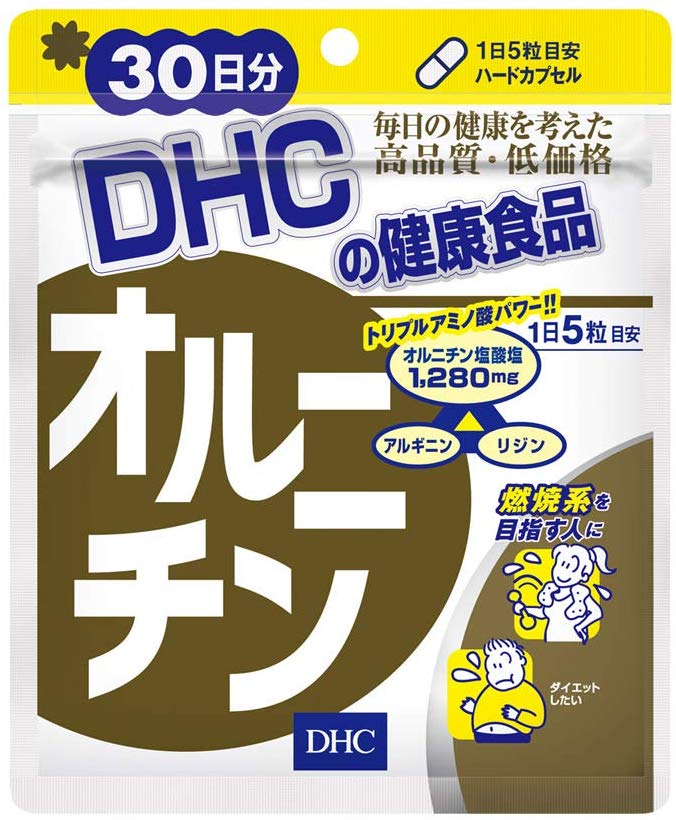 30日分
1日5粒目安
ハードカプセル
毎日の健康を考えた
高品質・低価格
DHC
の健康食品
トリプルアミノ酸パワー!!
1日5粒目安
オルニチン塩酸塩
1,280mg
アルギニン
リジン
オルニ
チン
燃焼系を
目指す人に
ダイエット
したい
DHC